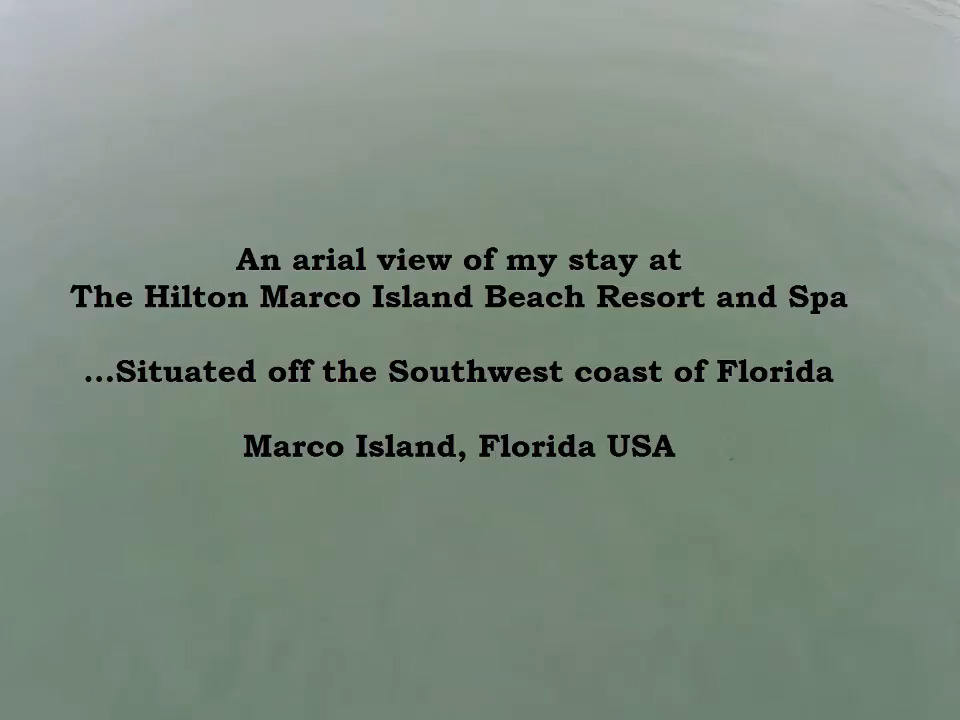 An arial view of my stay at
The Hilton Marco Island Beach Resort and Spa
...Situated off the Southwest coast of Florida
Marco Island, Florida USA